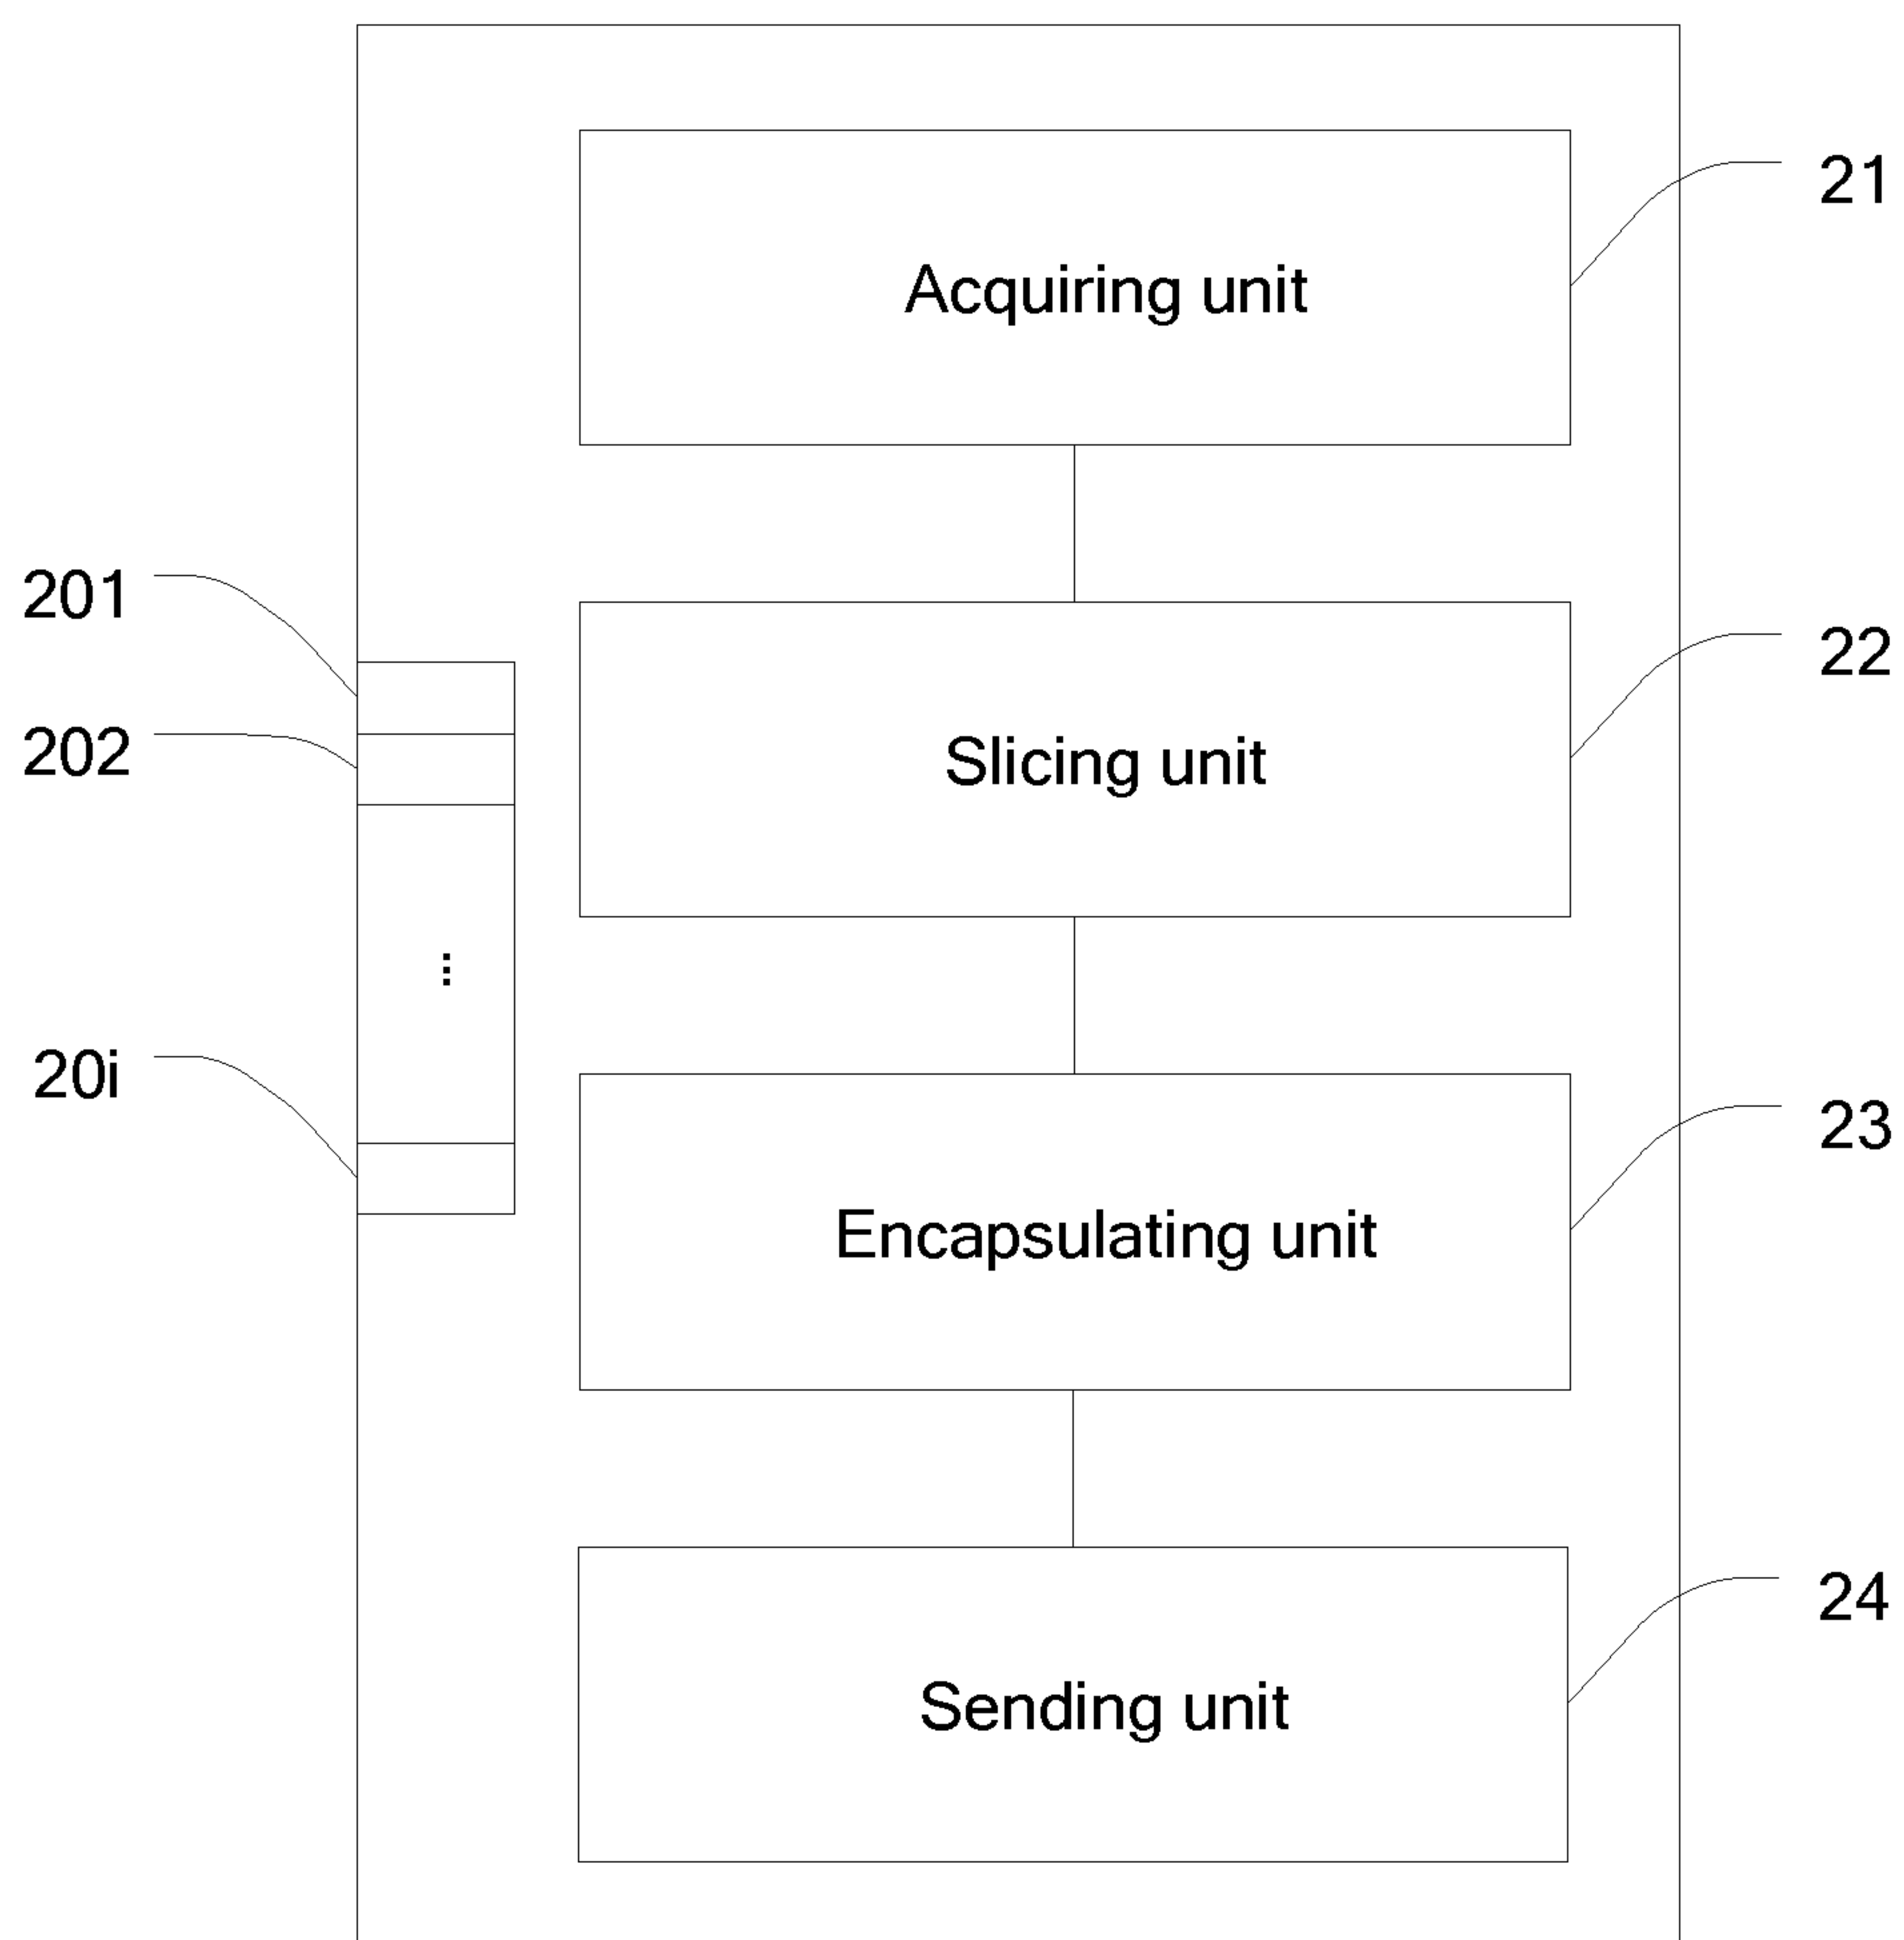 21
Acquiring unit
201
22
202
Slicing unit
⋮
20i
23
Encapsulating unit
24
Sending unit